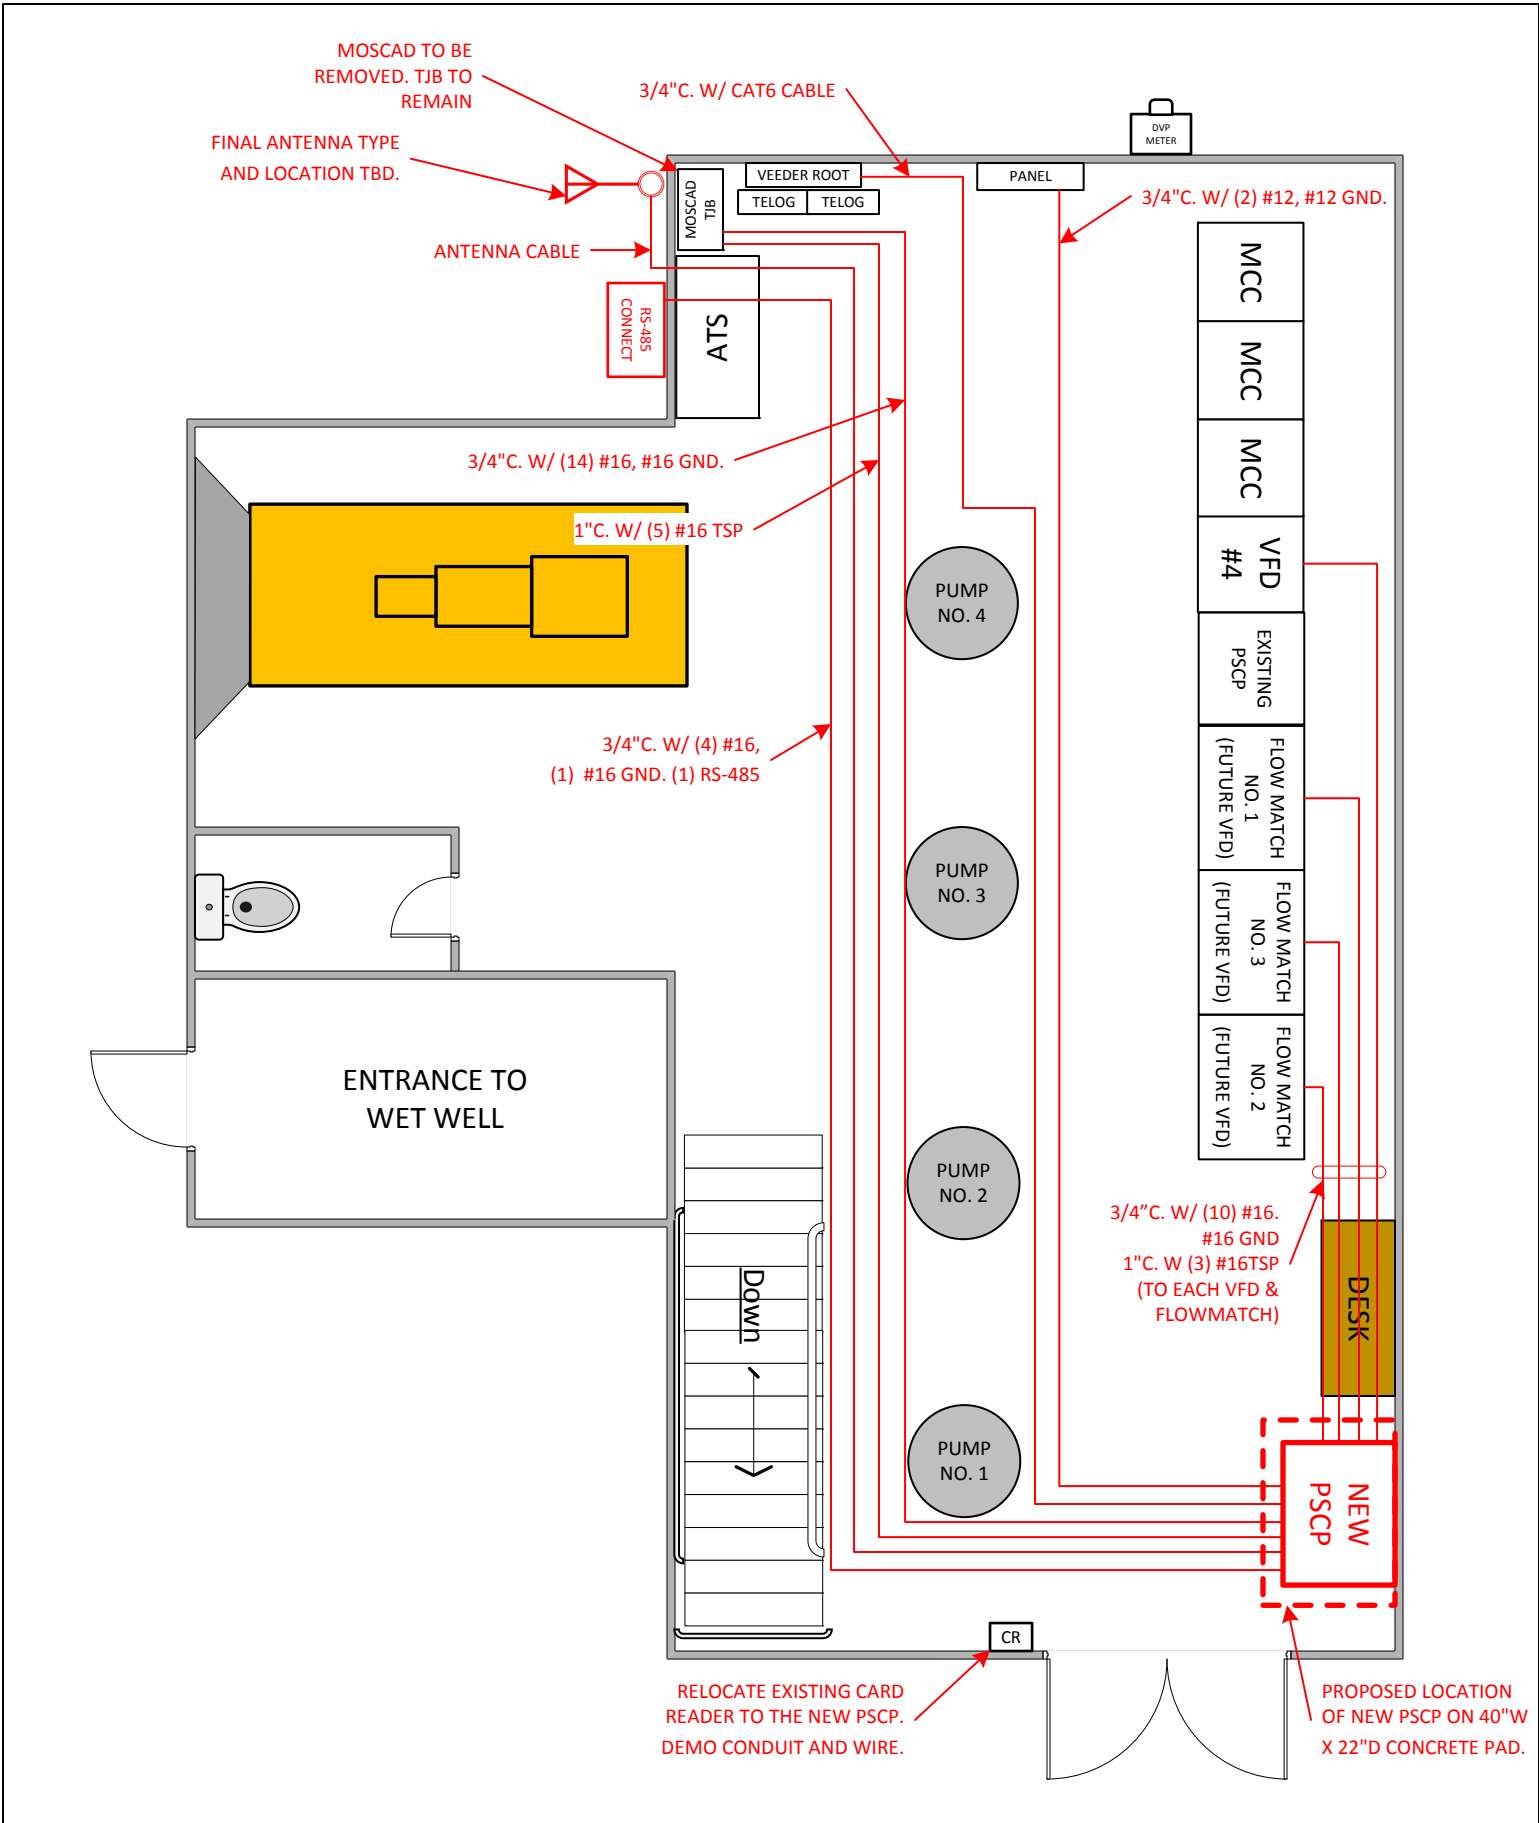 MOSCAD TO BE
REMOVED. TJB TO
REMAIN
3/4"C. W/ CAT6 CABLE
DVP
METER
FINAL ANTENNA TYPE
AND LOCATION TBD.
VEEDER ROOT
PANEL
TELOG
TELOG
MOSCAD
TJB
3/4"C. W/ (2) #12, #12 GND.
ANTENNA CABLE
RS-485
CONNECT
ATS
MCC
MCC
MCC
3/4"C. W/ (14) #16, #16 GND.
1"C. W/ (5) #16 TSP
VFD
#4
PUMP
NO. 4
EXISTING
PSCP
3/4"C. W/ (4) #16,
(1) #16 GND. (1) RS-485
FLOW MATCH
NO. 1
(FUTURE VFD)
PUMP
NO. 3
FLOW MATCH
NO. 3
(FUTURE VFD)
ENTRANCE TO
WET WELL
FLOW MATCH
NO. 2
(FUTURE VFD)
PUMP
NO. 2
3/4”C. W/ (10) #16.
#16 GND
1"C. W (3) #16TSP
(TO EACH VFD &
FLOWMATCH)
Down
DESK
PUMP
NO. 1
NEW
PSCP
CR
RELOCATE EXISTING CARD
READER TO THE NEW PSCP.
DEMO CONDUIT AND WIRE.
PROPOSED LOCATION
OF NEW PSCP ON 40"W
X 22"D CONCRETE PAD.